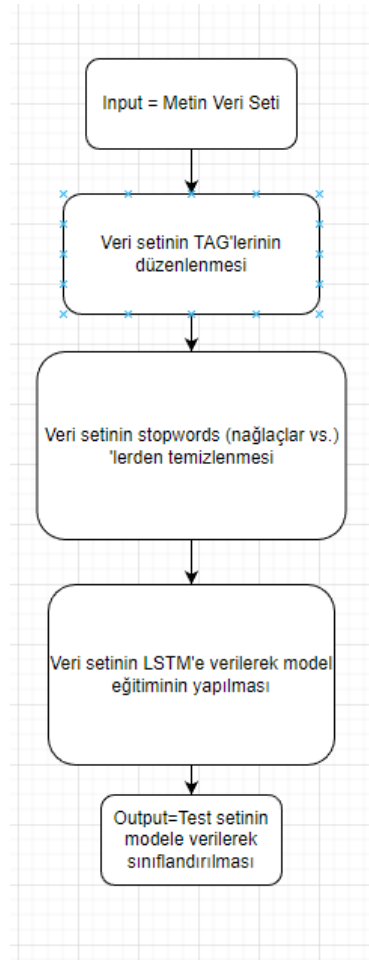 Input = Metin Veri Seti
Veri setinin TAG'lerinin
düzenlenmesi
Veri setinin stopwords (nağlaçlar vs.)
'lerden temizlenmesi
Veri setinin LSTM'e verilerek model
eğitiminin yapılması
Output=Test setinin
modele verilerek
sınıflandırılması